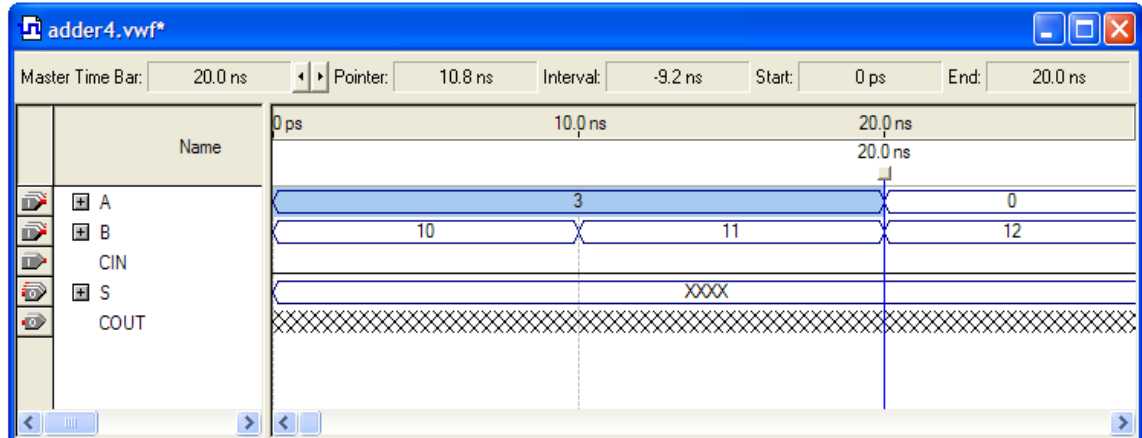 adder4.vwf*
Master Time Bar: 20.0 ns Pointer: 10.8 ns Interval: -9.2 ns Start: 0 ps End: 20.0 ns
Name
0 ps 10.0 ns 20.0 ns
20.0 ns
A 3 0
B 10 11 12
CIN
S XXXX
COUT